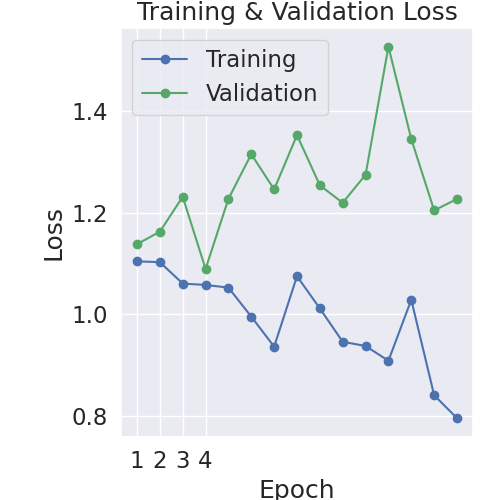 Training & Validation Loss
Training
Validation
Loss
1.4
1.2
1.0
0.8
1 2 3 4
Epoch